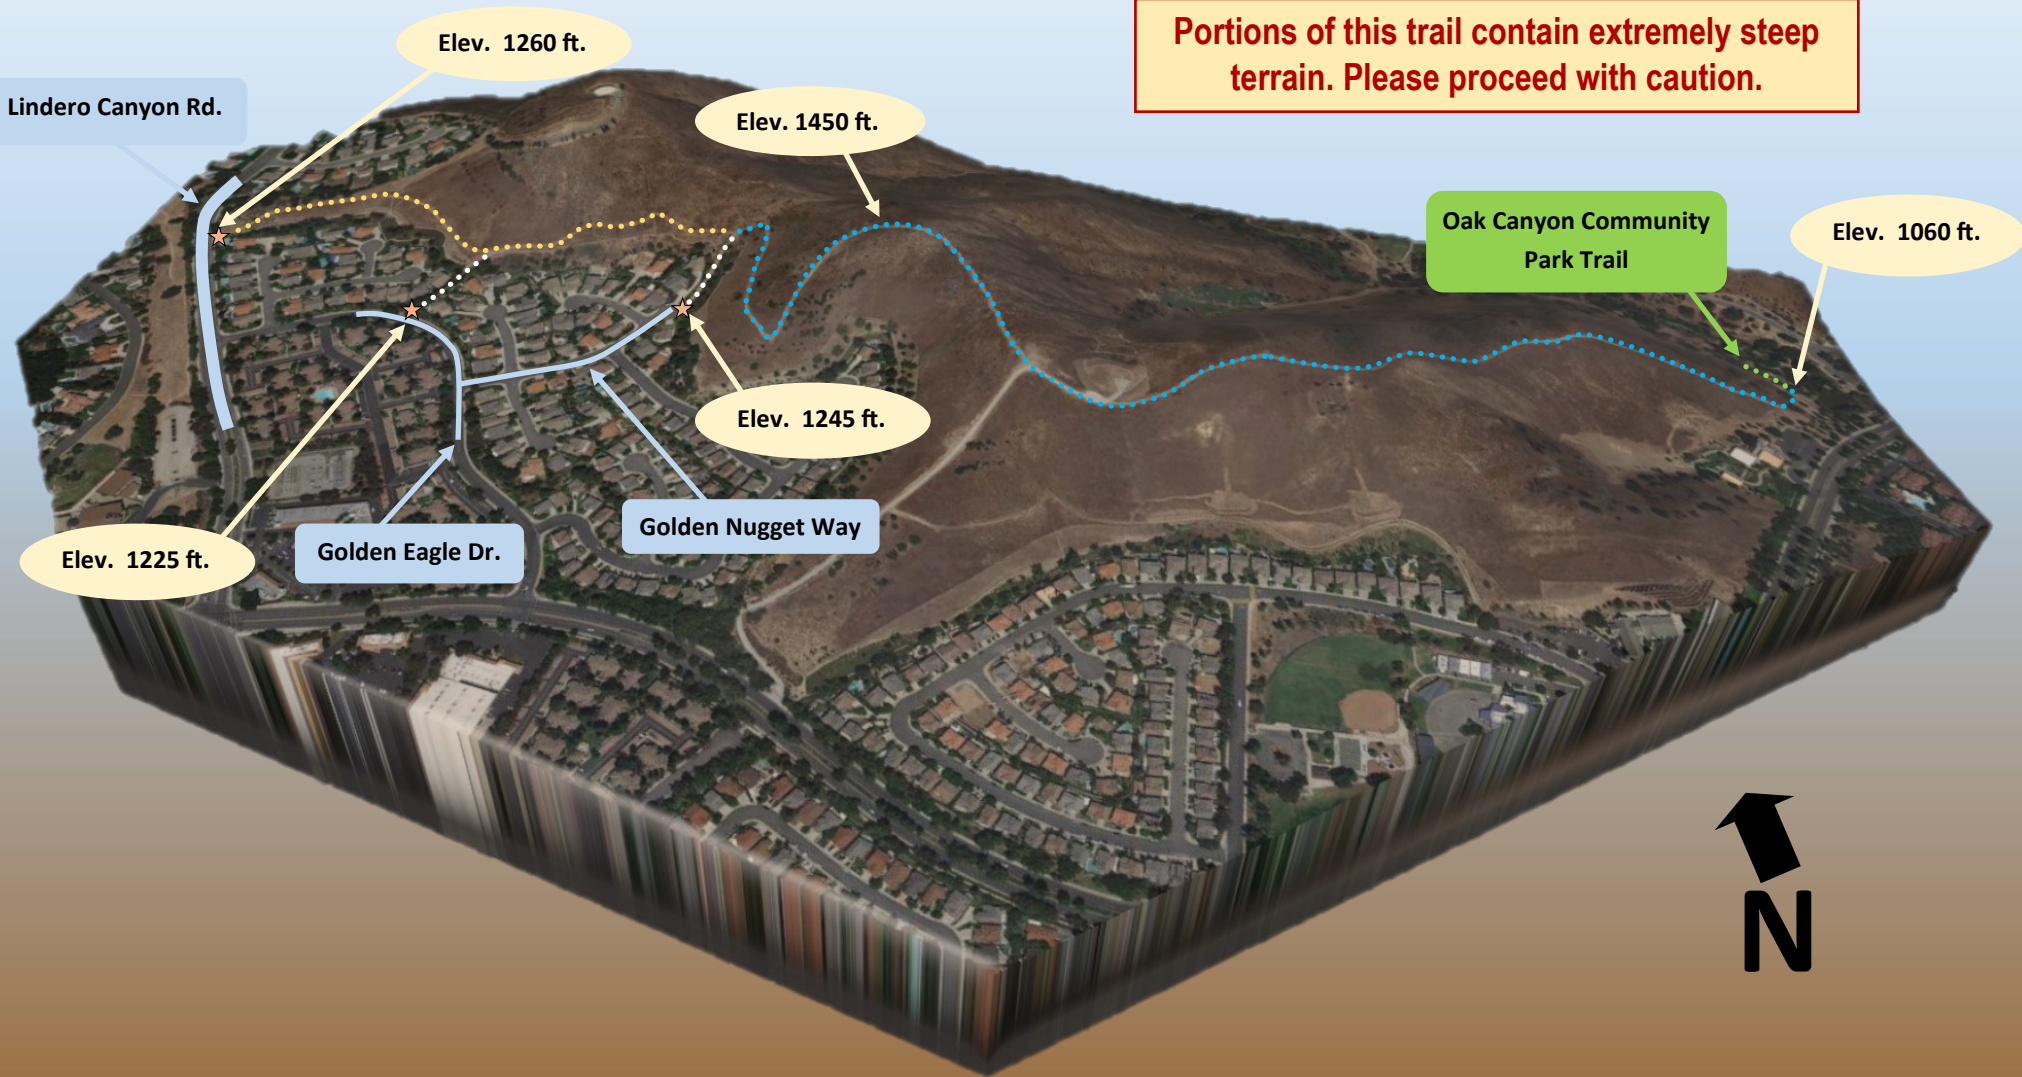 Portions of this trail contain extremely steep
terrain. Please proceed with caution.
Elev. 1260 ft.
Lindero Canyon Rd.
Elev. 1450 ft.
Oak Canyon Community
Park Trail
Elev. 1060 ft.
Elev. 1245 ft.
Golden Nugget Way
Golden Eagle Dr.
Elev. 1225 ft.
N